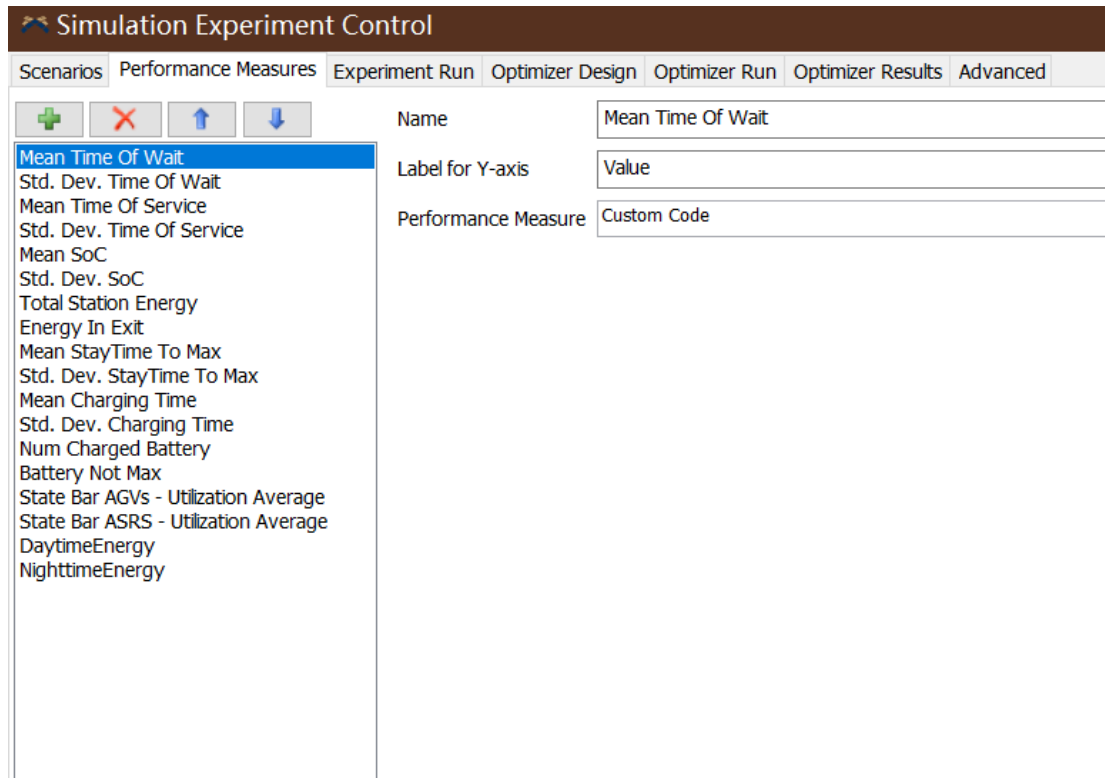 Simulation Experiment Control
Scenarios Performance Measures Experiment Run Optimizer Design Optimizer Run Optimizer Results Advanced
Name Mean Time Of Wait
Label for Y-axis Value
Performance Measure Custom Code
Mean Time Of Wait
Std. Dev. Time Of Wait
Mean Time Of Service
Std. Dev. Time Of Service
Mean SoC
Std. Dev. SoC
Total Station Energy
Energy In Exit
Mean StayTime To Max
Std. Dev. StayTime To Max
Mean Charging Time
Std. Dev. Charging Time
Num Charged Battery
Battery Not Max
State Bar AGVs - Utilization Average
State Bar ASRS - Utilization Average
DaytimeEnergy
NighttimeEnergy